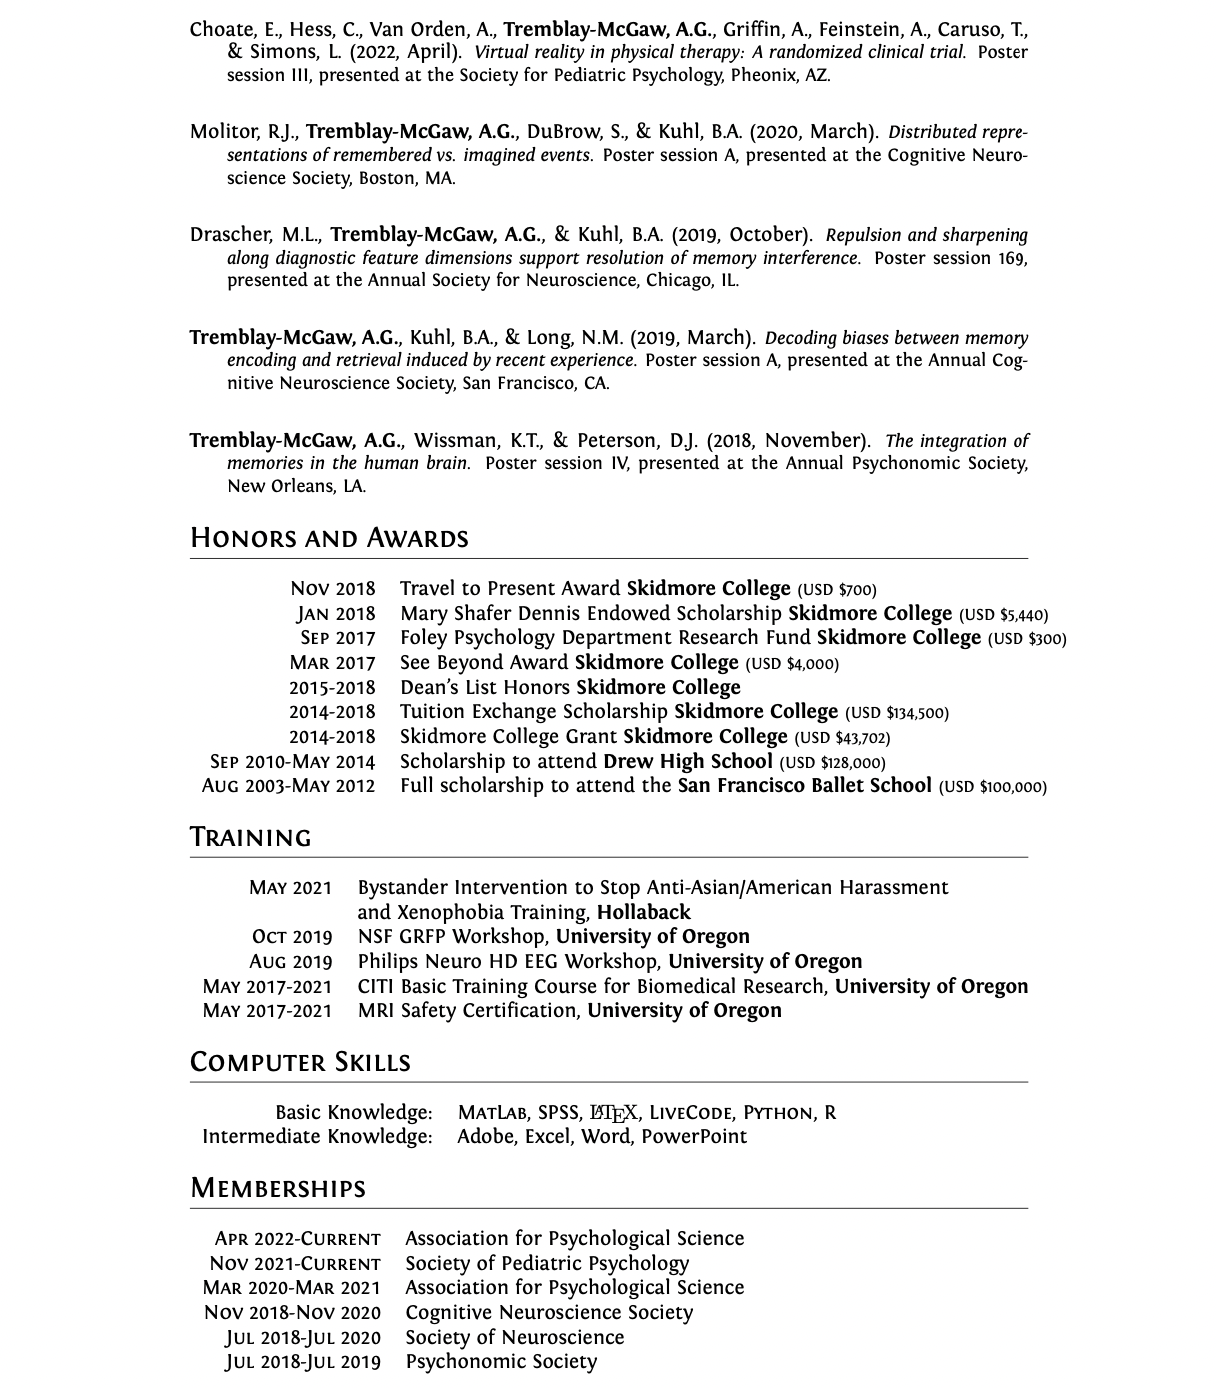 Choate, E., Hess, C., Van Orden, A., Tremblay-McGaw, A.G., Griffin, A., Feinstein, A., Caruso, T.,
& Simons, L. (2022, April). Virtual reality in physical therapy: A randomized clinical trial. Poster
session III, presented at the Society for Pediatric Psychology, Pheonix, AZ.
Molitor, R.J., Tremblay-McGaw, A.G., DuBrow, S., & Kuhl, B.A. (2020, March). Distributed repre-
sentations of remembered vs. imagined events. Poster session A, presented at the Cognitive Neuro-
science Society, Boston, MA.
Drascher, M.L., Tremblay-McGaw, A.G., & Kuhl, B.A. (2019, October). Repulsion and sharpening
along diagnostic feature dimensions support resolution of memory interference. Poster session 169,
presented at the Annual Society for Neuroscience, Chicago, IL.
Tremblay-McGaw, A.G., Kuhl, B.A., & Long, N.M. (2019, March). Decoding biases between memory
encoding and retrieval induced by recent experience. Poster session A, presented at the Annual Cog-
nitive Neuroscience Society, San Francisco, CA.
Tremblay-McGaw, A.G., Wissman, K.T., & Peterson, D.J. (2018, November). The integration of
memories in the human brain. Poster session IV, presented at the Annual Psychonomic Society,
New Orleans, LA.
Honors and Awards
Nov 2018 Travel to Present Award Skidmore College (USD $700)
Jan 2018 Mary Shafer Dennis Endowed Scholarship Skidmore College (USD $5,440)
Sep 2017 Foley Psychology Department Research Fund Skidmore College (USD $300)
Mar 2017 See Beyond Award Skidmore College (USD $4,000)
2015-2018 Dean's List Honors Skidmore College
2014-2018 Tuition Exchange Scholarship Skidmore College (USD $134,500)
2014-2018 Skidmore College Grant Skidmore College (USD $43,702)
Sep 2010-May 2014 Scholarship to attend Drew High School (USD $128,000)
Aug 2003-May 2012 Full scholarship to attend the San Francisco Ballet School (USD $100,000)
Training
May 2021 Bystander Intervention to Stop Anti-Asian/American Harassment
and Xenophobia Training, Hollaback
Oct 2019 NSF GRFP Workshop, University of Oregon
Aug 2019 Philips Neuro HD EEG Workshop, University of Oregon
May 2017-2021 CITI Basic Training Course for Biomedical Research, University of Oregon
May 2017-2021 MRI Safety Certification, University of Oregon
Computer Skills
Basic Knowledge: MatLab, SPSS, LATEX, LiveCode, Python, R
Intermediate Knowledge: Adobe, Excel, Word, PowerPoint
Memberships
Apr 2022-Current Association for Psychological Science
Nov 2021-Current Society of Pediatric Psychology
Mar 2020-Mar 2021 Association for Psychological Science
Nov 2018-Nov 2020 Cognitive Neuroscience Society
Jul 2018-Jul 2020 Society of Neuroscience
Jul 2018-Jul 2019 Psychonomic Society